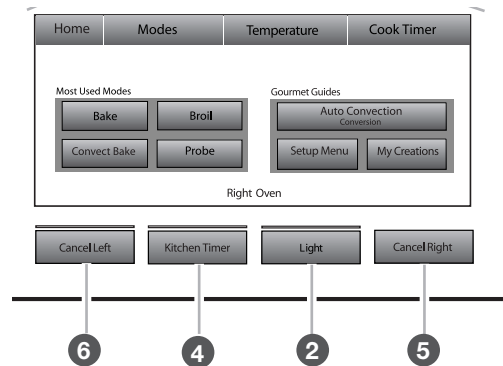 Home Modes Temperature Cook Timer
Most Used Modes Gourmet Guides
Bake Broil Auto Convection
Conversion
Convect Bake Probe Setup Menu My Creations
Right Oven
Cancel Left Kitchen Timer Light Cancel Right
6 4 2 5